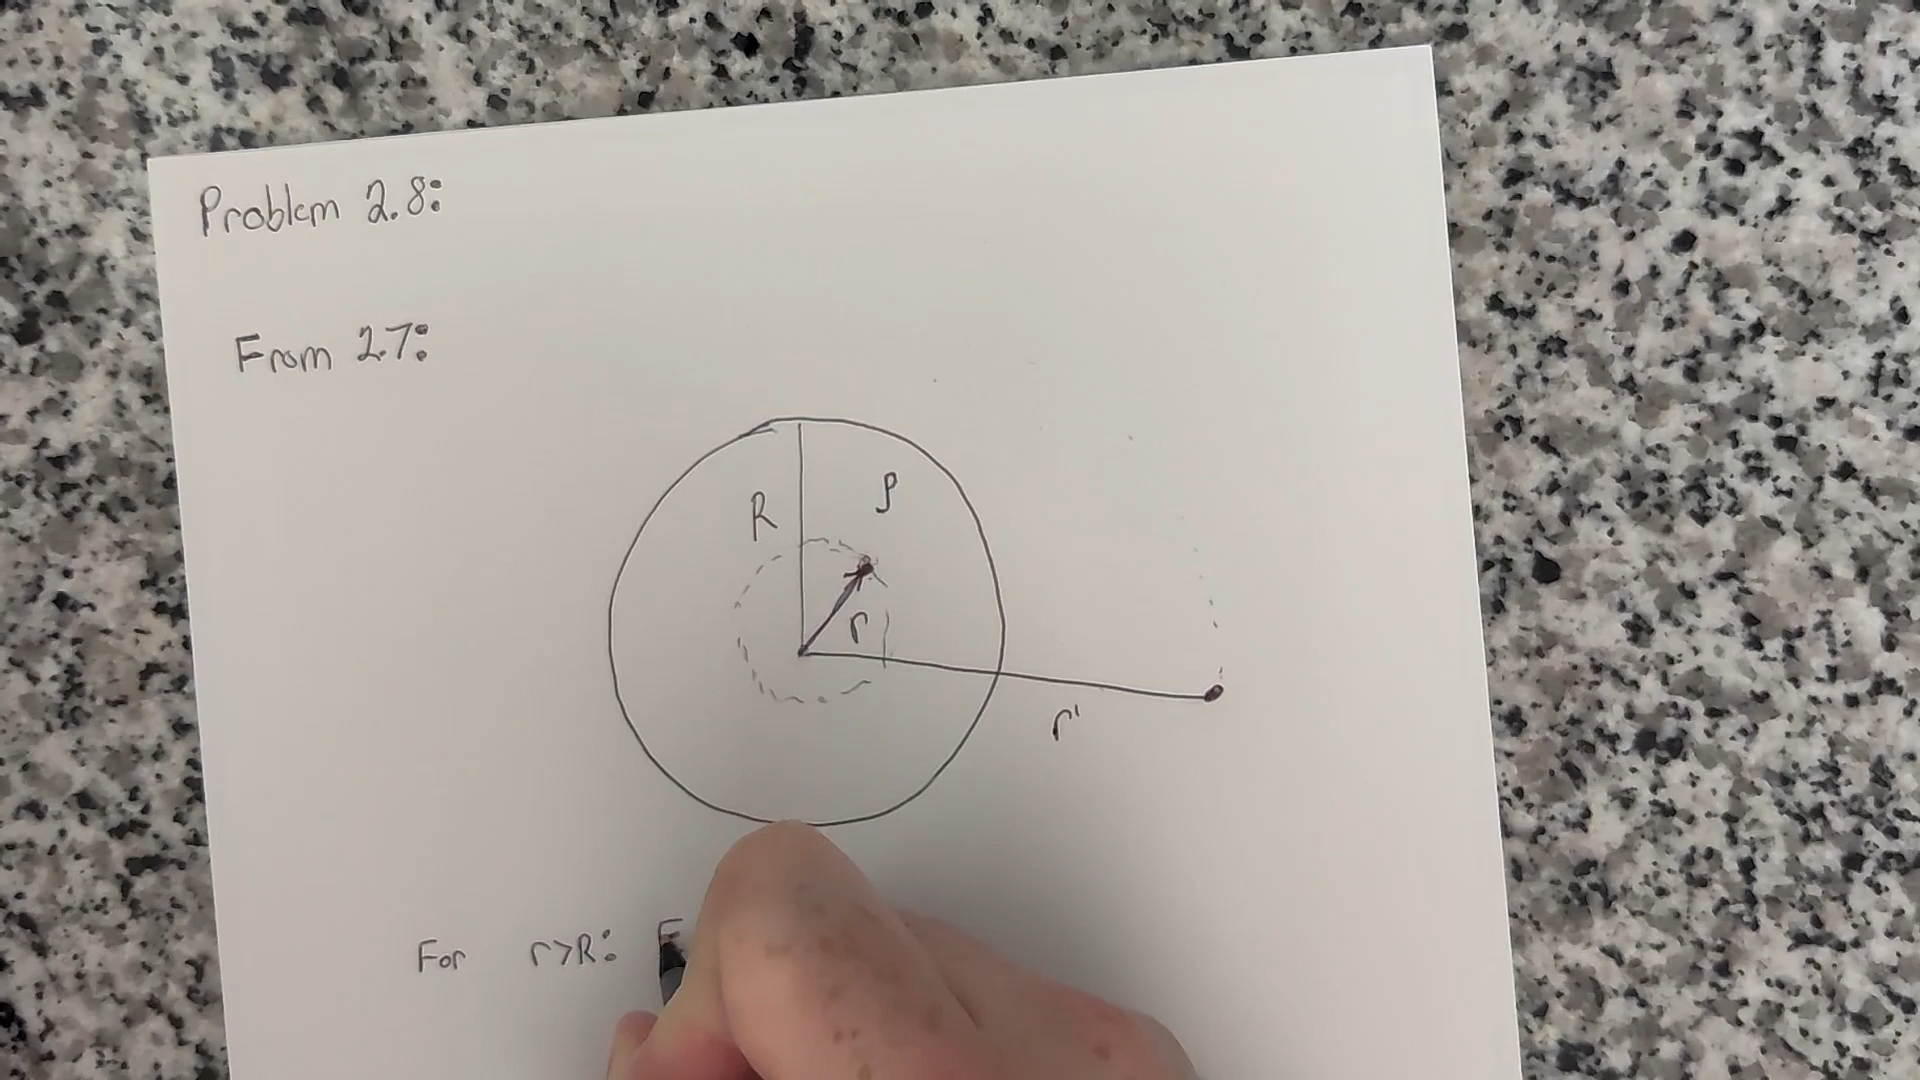 Problem 2.8:
From 2.7:
R
ρ
r
r'
For r>R: E